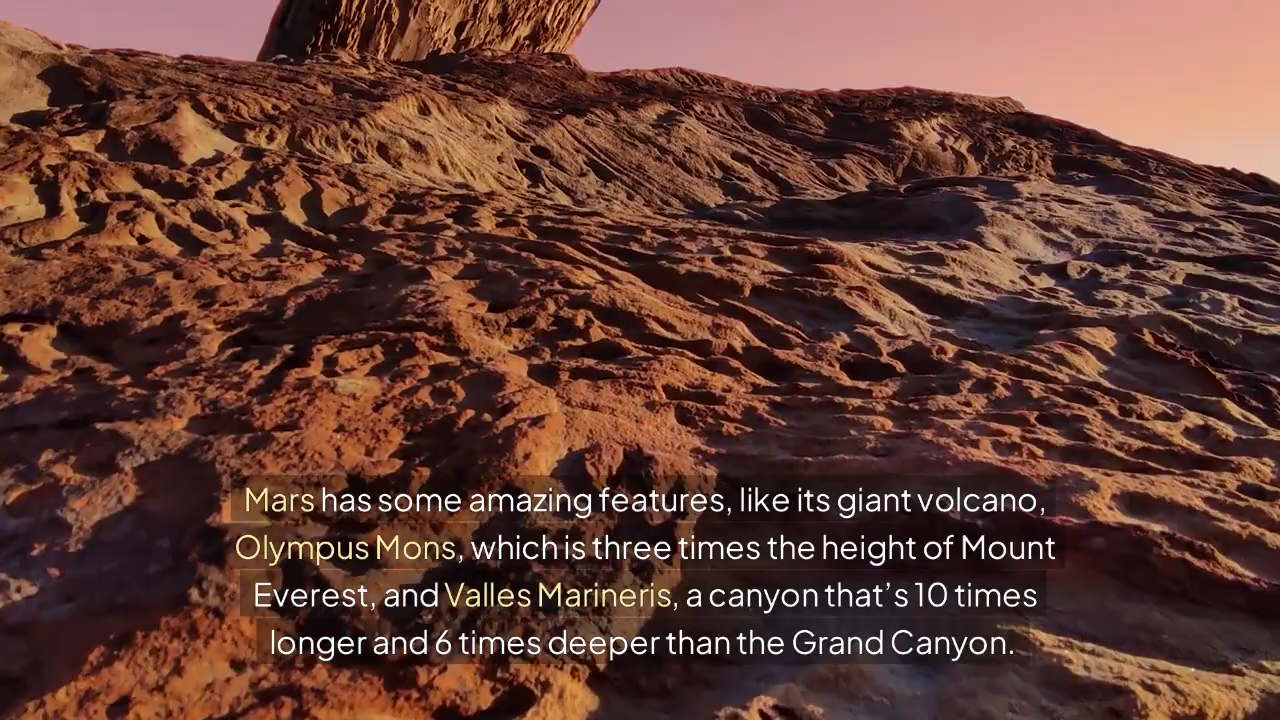 Mars has some amazing features, like its giant volcano,
Olympus Mons, which is three times the height of Mount
Everest, and Valles Marineris, a canyon that’s 10 times
longer and 6 times deeper than the Grand Canyon.